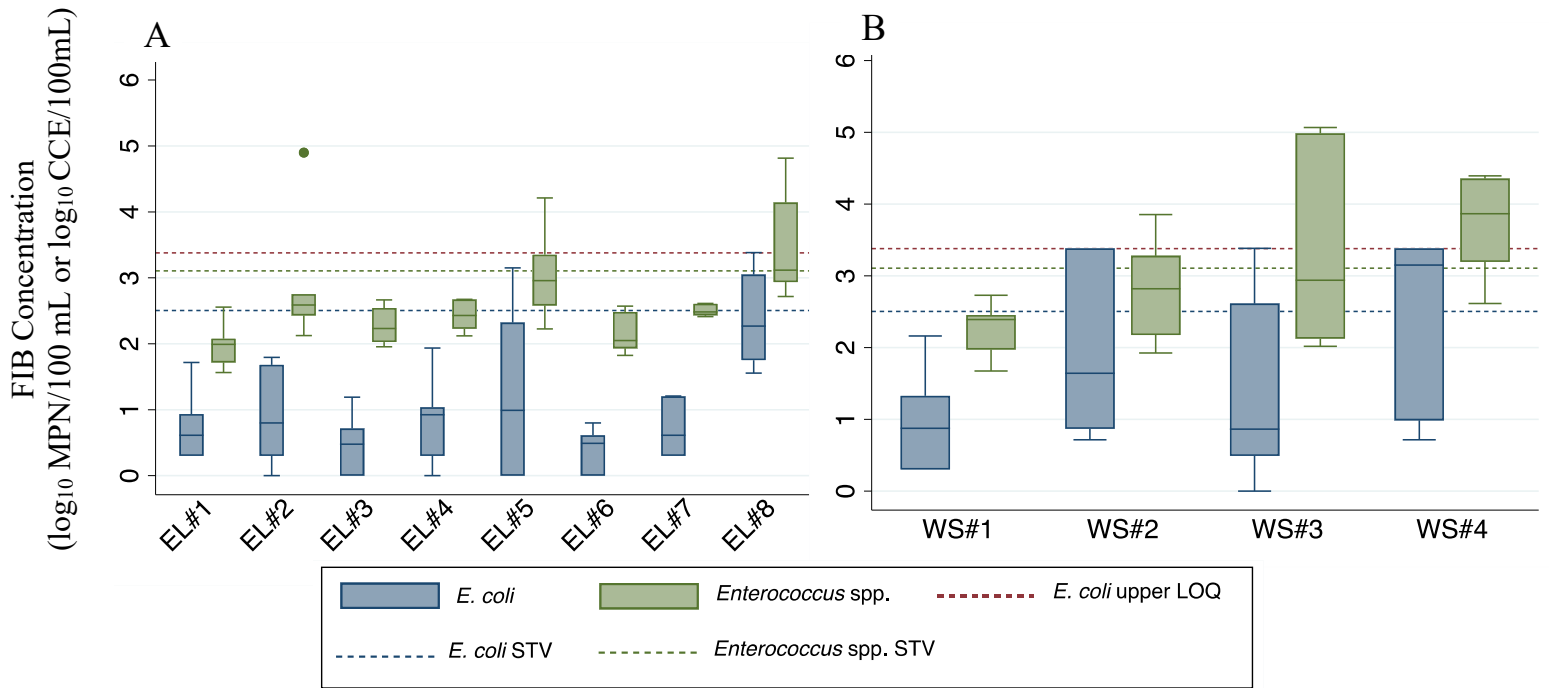 A
B
FIB Concentration
(log₁₀ MPN/100 mL or log₁₀ CCE/100mL)
6
5
4
3
2
1
0
EL#1
EL#2
EL#3
EL#4
EL#5
EL#6
EL#7
EL#8
6
5
4
3
2
1
0
WS#1
WS#2
WS#3
WS#4
E. coli
Enterococcus spp.
E. coli upper LOQ
E. coli STV
Enterococcus spp. STV